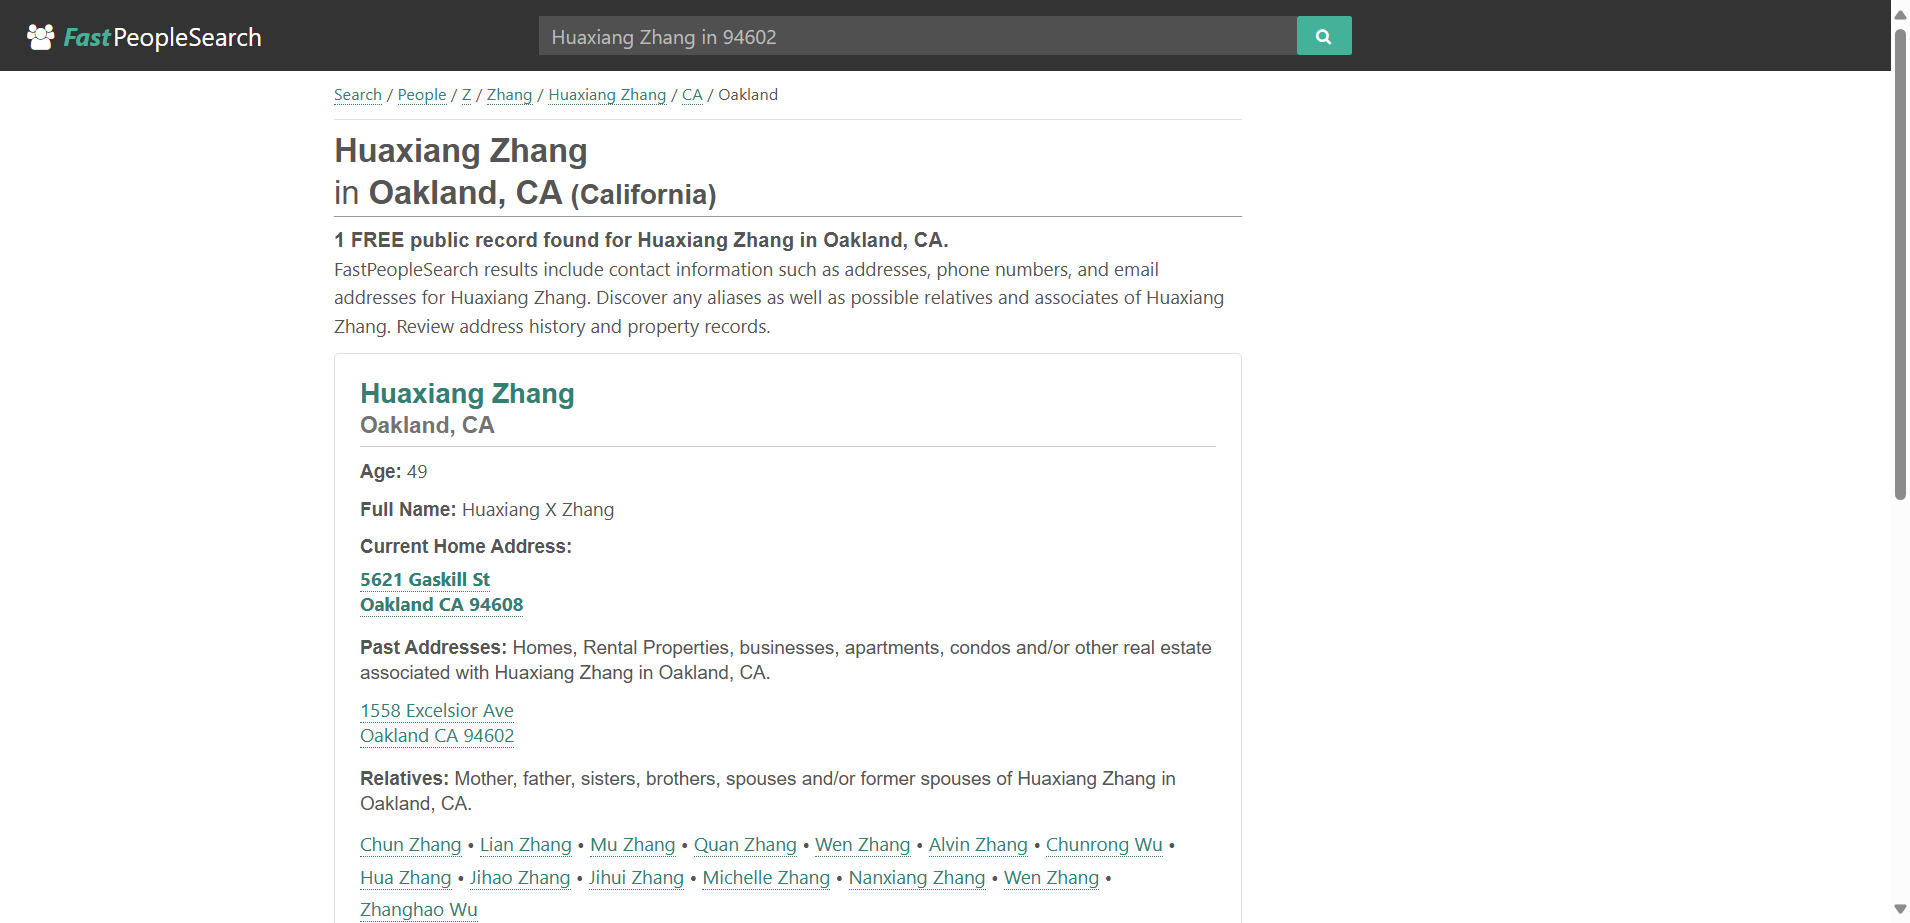 FastPeopleSearch
Huaxiang Zhang in 94602
Search / People / Z / Zhang / Huaxiang Zhang / CA / Oakland
Huaxiang Zhang
in Oakland, CA (California)
1 FREE public record found for Huaxiang Zhang in Oakland, CA.
FastPeopleSearch results include contact information such as addresses, phone numbers, and email
addresses for Huaxiang Zhang. Discover any aliases as well as possible relatives and associates of Huaxiang
Zhang. Review address history and property records.
Huaxiang Zhang
Oakland, CA
Age: 49
Full Name: Huaxiang X Zhang
Current Home Address:
5621 Gaskill St
Oakland CA 94608
Past Addresses: Homes, Rental Properties, businesses, apartments, condos and/or other real estate
associated with Huaxiang Zhang in Oakland, CA.
1558 Excelsior Ave
Oakland CA 94602
Relatives: Mother, father, sisters, brothers, spouses and/or former spouses of Huaxiang Zhang in
Oakland, CA.
Chun Zhang • Lian Zhang • Mu Zhang • Quan Zhang • Wen Zhang • Alvin Zhang • Chunrong Wu •
Hua Zhang • Jihao Zhang • Jihui Zhang • Michelle Zhang • Nanxiang Zhang • Wen Zhang •
Zhanghao Wu